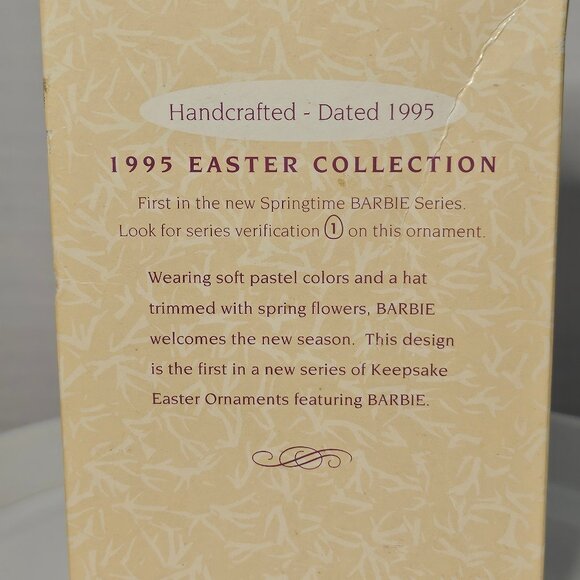 Handcrafted - Dated 1995
1995 EASTER COLLECTION
First in the new Springtime BARBIE Series.
Look for series verification 1 on this ornament.
Wearing soft pastel colors and a hat
trimmed with spring flowers, BARBIE
welcomes the new season. This design
is the first in a new series of Keepsake
Easter Ornaments featuring BARBIE.